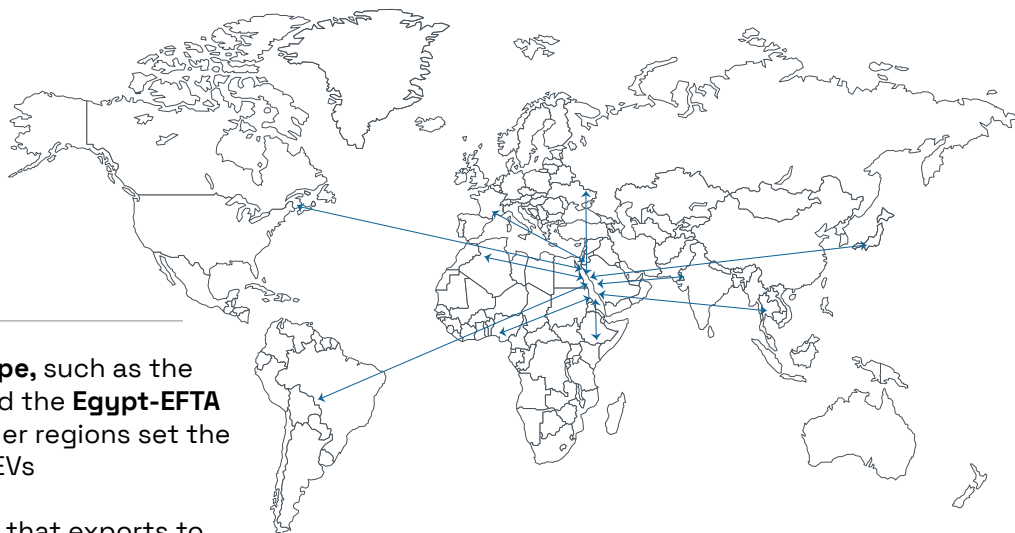 pe, such as the
d the Egypt-EFTA
er regions set the
EVs
that exports to